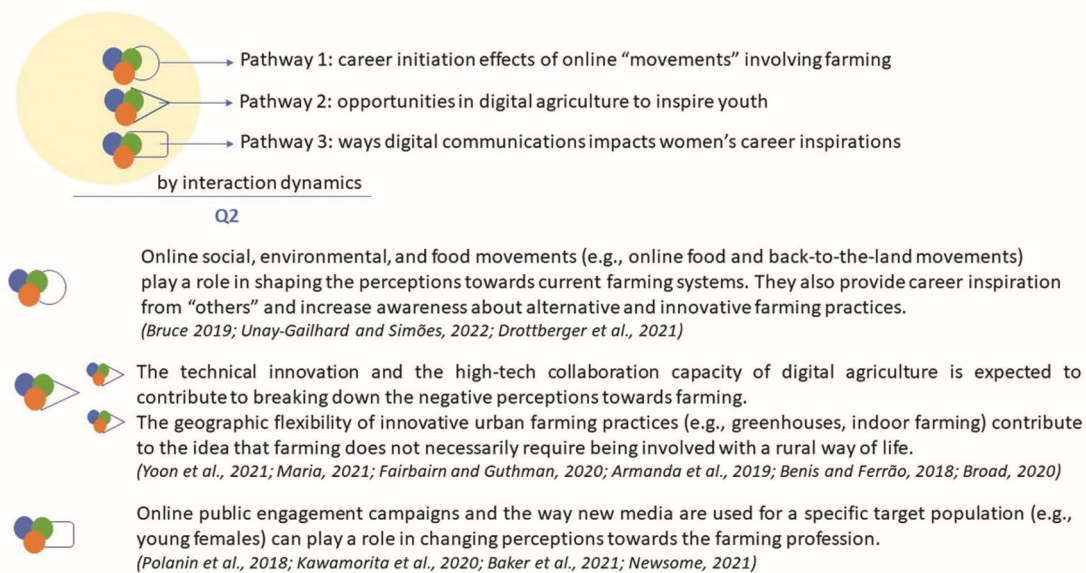 Pathway 1: career initiation effects of online “movements” involving farming
Pathway 2: opportunities in digital agriculture to inspire youth
Pathway 3: ways digital communications impacts women’s career inspirations
by interaction dynamics
Q2
Online social, environmental, and food movements (e.g., online food and back-to-the-land movements)
play a role in shaping the perceptions towards current farming systems. They also provide career inspiration
from “others” and increase awareness about alternative and innovative farming practices.
(Bruce 2019; Unay-Gailhard and Simões, 2022; Drottberger et al., 2021)
The technical innovation and the high-tech collaboration capacity of digital agriculture is expected to
contribute to breaking down the negative perceptions towards farming.
The geographic flexibility of innovative urban farming practices (e.g., greenhouses, indoor farming) contribute
to the idea that farming does not necessarily require being involved with a rural way of life.
(Yoon et al., 2021; Maria, 2021; Fairbairn and Guthman, 2020; Armanda et al., 2019; Benis and Ferrão, 2018; Broad, 2020)
Online public engagement campaigns and the way new media are used for a specific target population (e.g.,
young females) can play a role in changing perceptions towards the farming profession.
(Polanin et al., 2018; Kawamorita et al., 2020; Baker et al., 2021; Newsome, 2021)